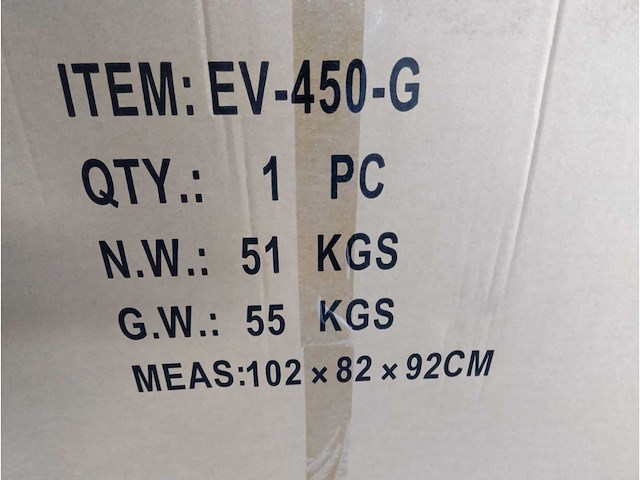 ITEM: EV-450-G
QTY.: 1 PC
N.W.: 51 KGS
G.W.: 55 KGS
MEAS:102 × 82 × 92CM